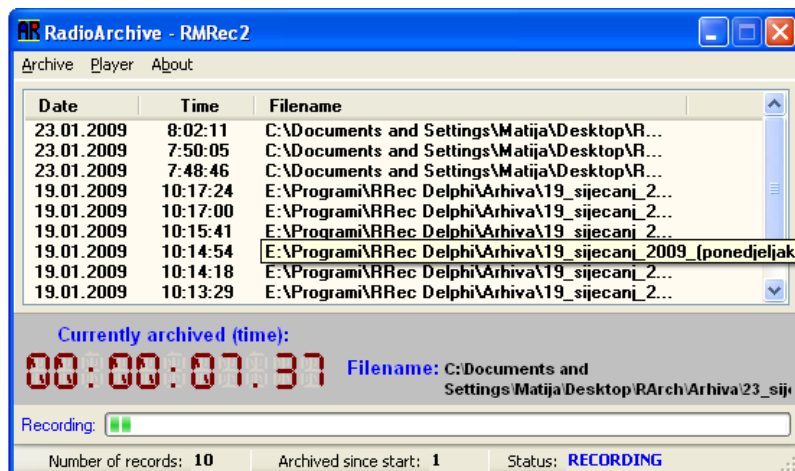 RadioArchive - RMRec2
Archive Player About
Date Time Filename
23.01.2009 8:02:11 C:\Documents and Settings\Matija\Desktop\R...
23.01.2009 7:50:05 C:\Documents and Settings\Matija\Desktop\R...
23.01.2009 7:48:46 C:\Documents and Settings\Matija\Desktop\R...
19.01.2009 10:17:24 E:\Programi\RRec Delphi\Arhiva\19_sijecanj_2...
19.01.2009 10:17:00 E:\Programi\RRec Delphi\Arhiva\19_sijecanj_2...
19.01.2009 10:15:41 E:\Programi\RRec Delphi\Arhiva\19_sijecanj_2...
19.01.2009 10:14:54 E:\Programi\RRec Delphi\Arhiva\19_sijecanj_2009_(ponedjeljak
19.01.2009 10:14:18 E:\Programi\RRec Delphi\Arhiva\19_sijecanj_2...
19.01.2009 10:13:29 E:\Programi\RRec Delphi\Arhiva\19_sijecanj_2...
Currently archived (time):
00:00:07.37
Filename: C:\Documents and
Settings\Matija\Desktop\RArch\Arhiva\23_sij
Recording:
Number of records: 10 Archived since start: 1 Status: RECORDING